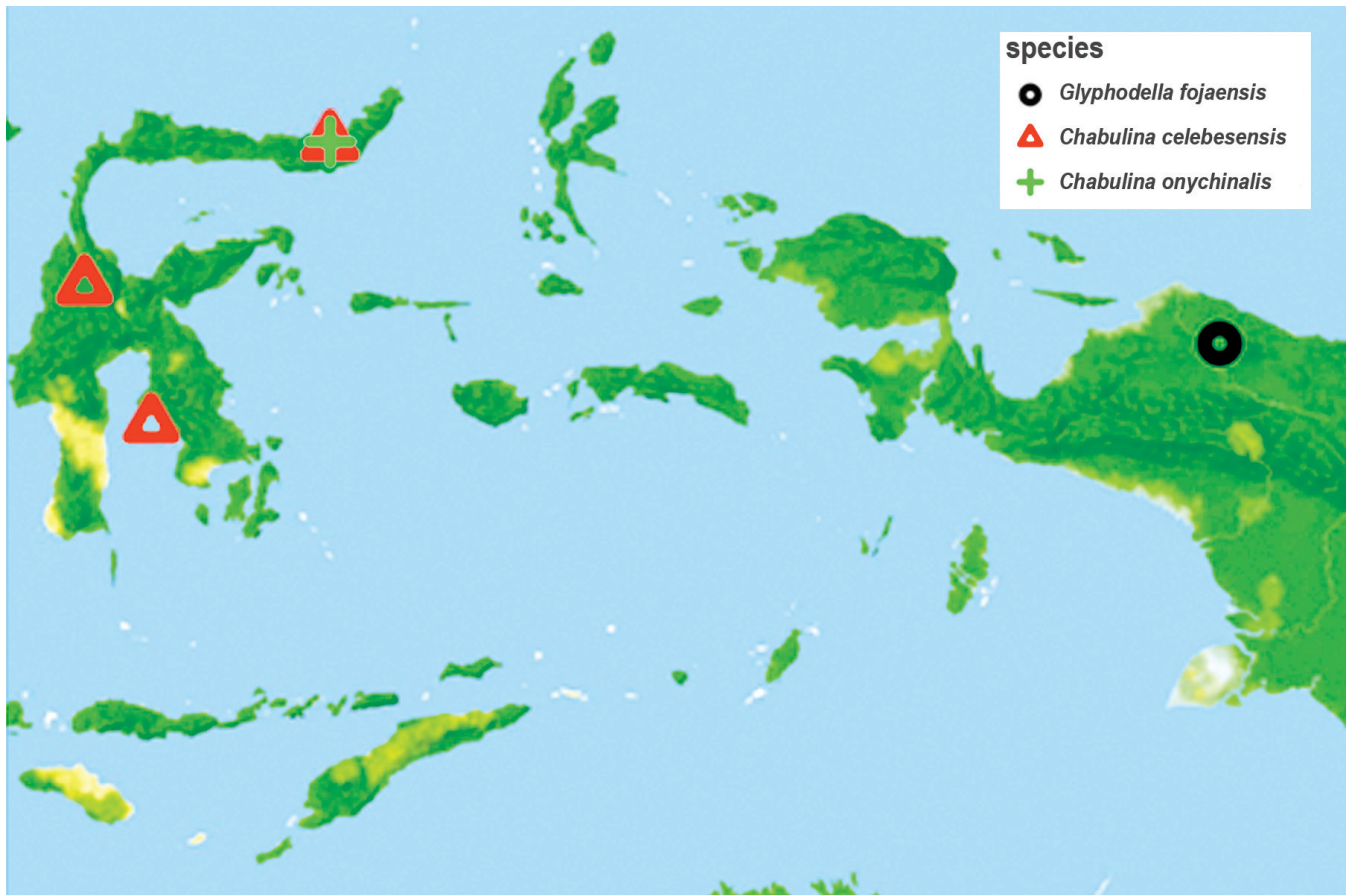 species
Glyphodella fojaensis
Chabulina celebesensis
Chabulina onychinalis